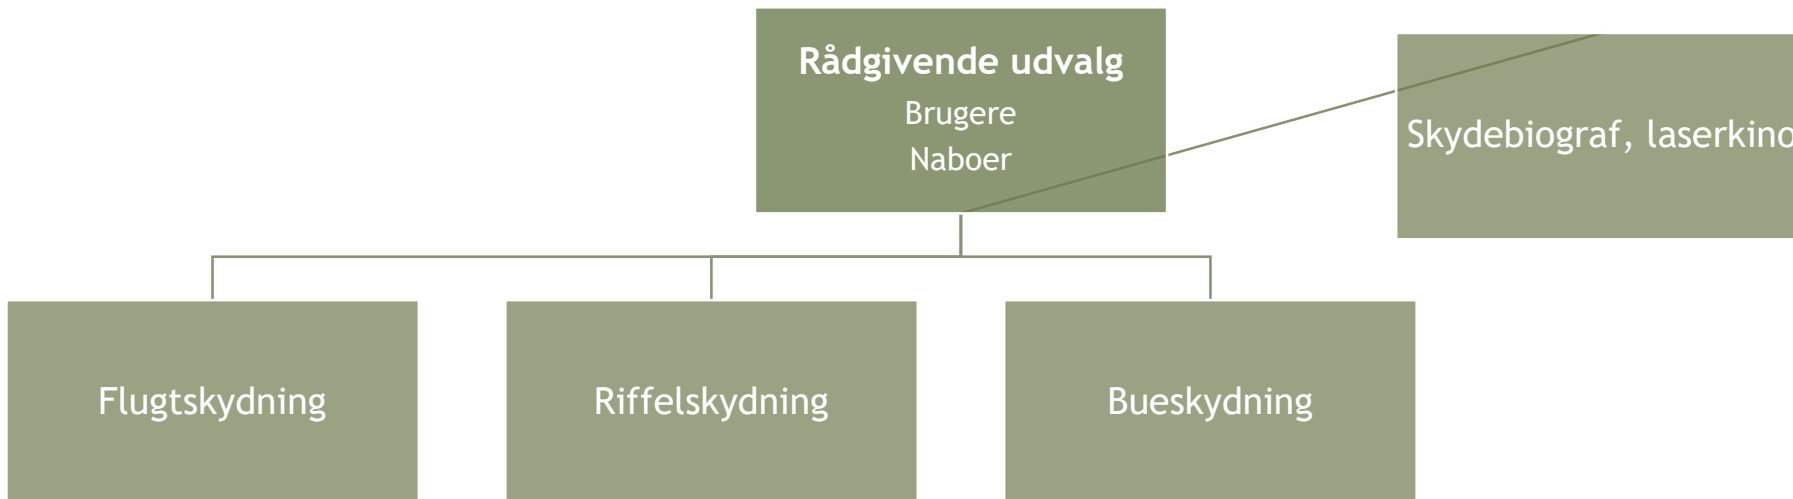 Rådgivende udvalg
Brugere
Naboer
Skydebiograf, laserkino
Flugtskydning
Riffelskydning
Bueskydning